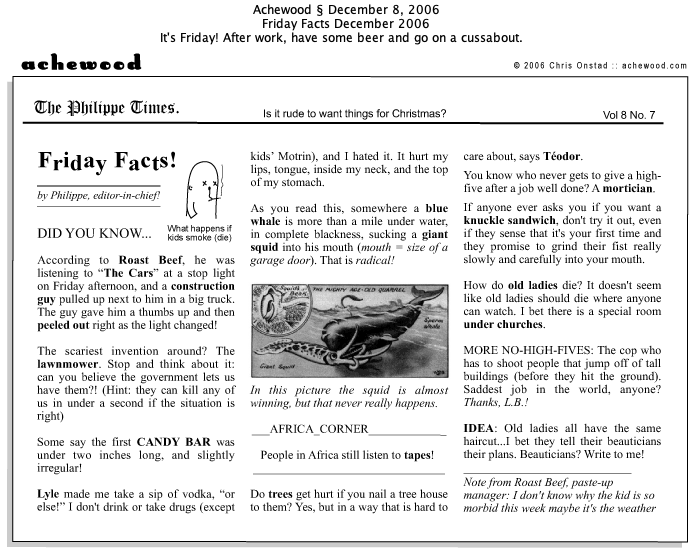 Achewood § December 8, 2006
Friday Facts December 2006
It's Friday! After work, have some beer and go on a cussabout.
achewood
© 2006 Chris Onstad :: achewood.com
The Philippe Times.
Is it rude to want things for Christmas?
Vol 8 No. 7
Friday Facts!
by Philippe, editor-in-chief!
What happens if
kids smoke (die)
DID YOU KNOW...
According to Roast Beef, he was
listening to “The Cars” at a stop light
on Friday afternoon, and a construction
guy pulled up next to him in a big truck.
The guy gave him a thumbs up and then
peeled out right as the light changed!
The scariest invention around? The
lawnmower. Stop and think about it:
can you believe the government lets us
have them?! (Hint: they can kill any of
us in under a second if the situation is
right)
Some say the first CANDY BAR was
under two inches long, and slightly
irregular!
Lyle made me take a sip of vodka, “or
else!” I don't drink or take drugs (except
kids’ Motrin), and I hated it. It hurt my
lips, tongue, inside my neck, and the top
of my stomach.
As you read this, somewhere a blue
whale is more than a mile under water,
in complete blackness, sucking a giant
squid into his mouth (mouth = size of a
garage door). That is radical!
Squid's Beak
THE MIGHTY AGE-OLD QUARREL
Sperm
Whale
Giant Squid
In this picture the squid is almost
winning, but that never really happens.
___AFRICA_CORNER____________
People in Africa still listen to tapes!
Do trees get hurt if you nail a tree house
to them? Yes, but in a way that is hard to
care about, says Téodor.
You know who never gets to give a high-
five after a job well done? A mortician.
If anyone ever asks you if you want a
knuckle sandwich, don't try it out, even
if they sense that it's your first time and
they promise to grind their fist really
slowly and carefully into your mouth.
How do old ladies die? It doesn't seem
like old ladies should die where anyone
can watch. I bet there is a special room
under churches.
MORE NO-HIGH-FIVES: The cop who
has to shoot people that jump off of tall
buildings (before they hit the ground).
Saddest job in the world, anyone?
Thanks, L.B.!
IDEA: Old ladies all have the same
haircut...I bet they tell their beauticians
their plans. Beauticians? Write to me!
Note from Roast Beef, paste-up
manager: I don't know why the kid is so
morbid this week maybe it's the weather